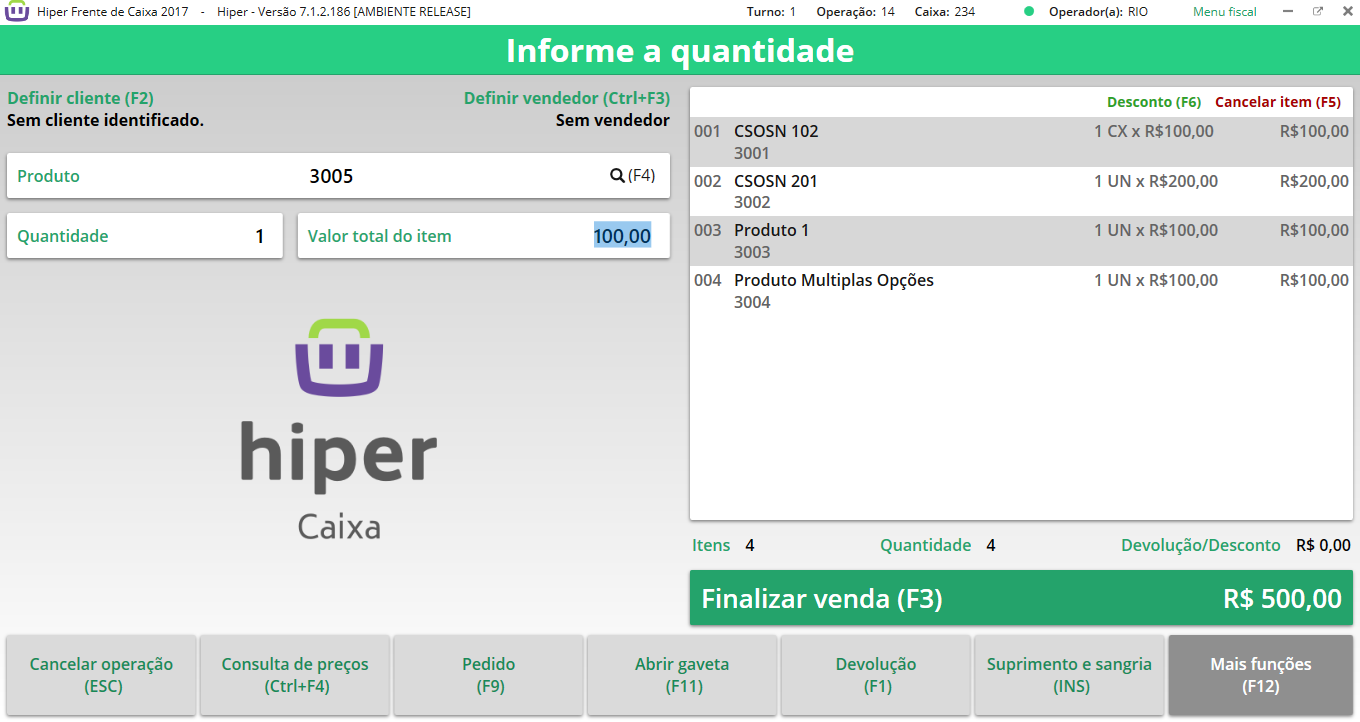 Hiper Frente de Caixa 2017 - Hiper - Versão 7.1.2.186 [AMBIENTE RELEASE] Turno: 1 Operação: 14 Caixa: 234 Operador(a): RIO Menu fiscal
Informe a quantidade
Definir cliente (F2) Definir vendedor (Ctrl+F3)
Sem cliente identificado. Sem vendedor
Produto 3005 (F4)
Quantidade 1 Valor total do item 100,00
hiper
Caixa
Desconto (F6) Cancelar item (F5)
001 CSOSN 102 1 CX x R$100,00 R$100,00
3001
002 CSOSN 201 1 UN x R$200,00 R$200,00
3002
003 Produto 1 1 UN x R$100,00 R$100,00
3003
004 Produto Multiplas Opções 1 UN x R$100,00 R$100,00
3004
Itens 4 Quantidade 4 Devolução/Desconto R$ 0,00
Finalizar venda (F3) R$ 500,00
Cancelar operação
(ESC)
Consulta de preços
(Ctrl+F4)
Pedido
(F9)
Abrir gaveta
(F11)
Devolução
(F1)
Suprimento e sangria
(INS)
Mais funções
(F12)